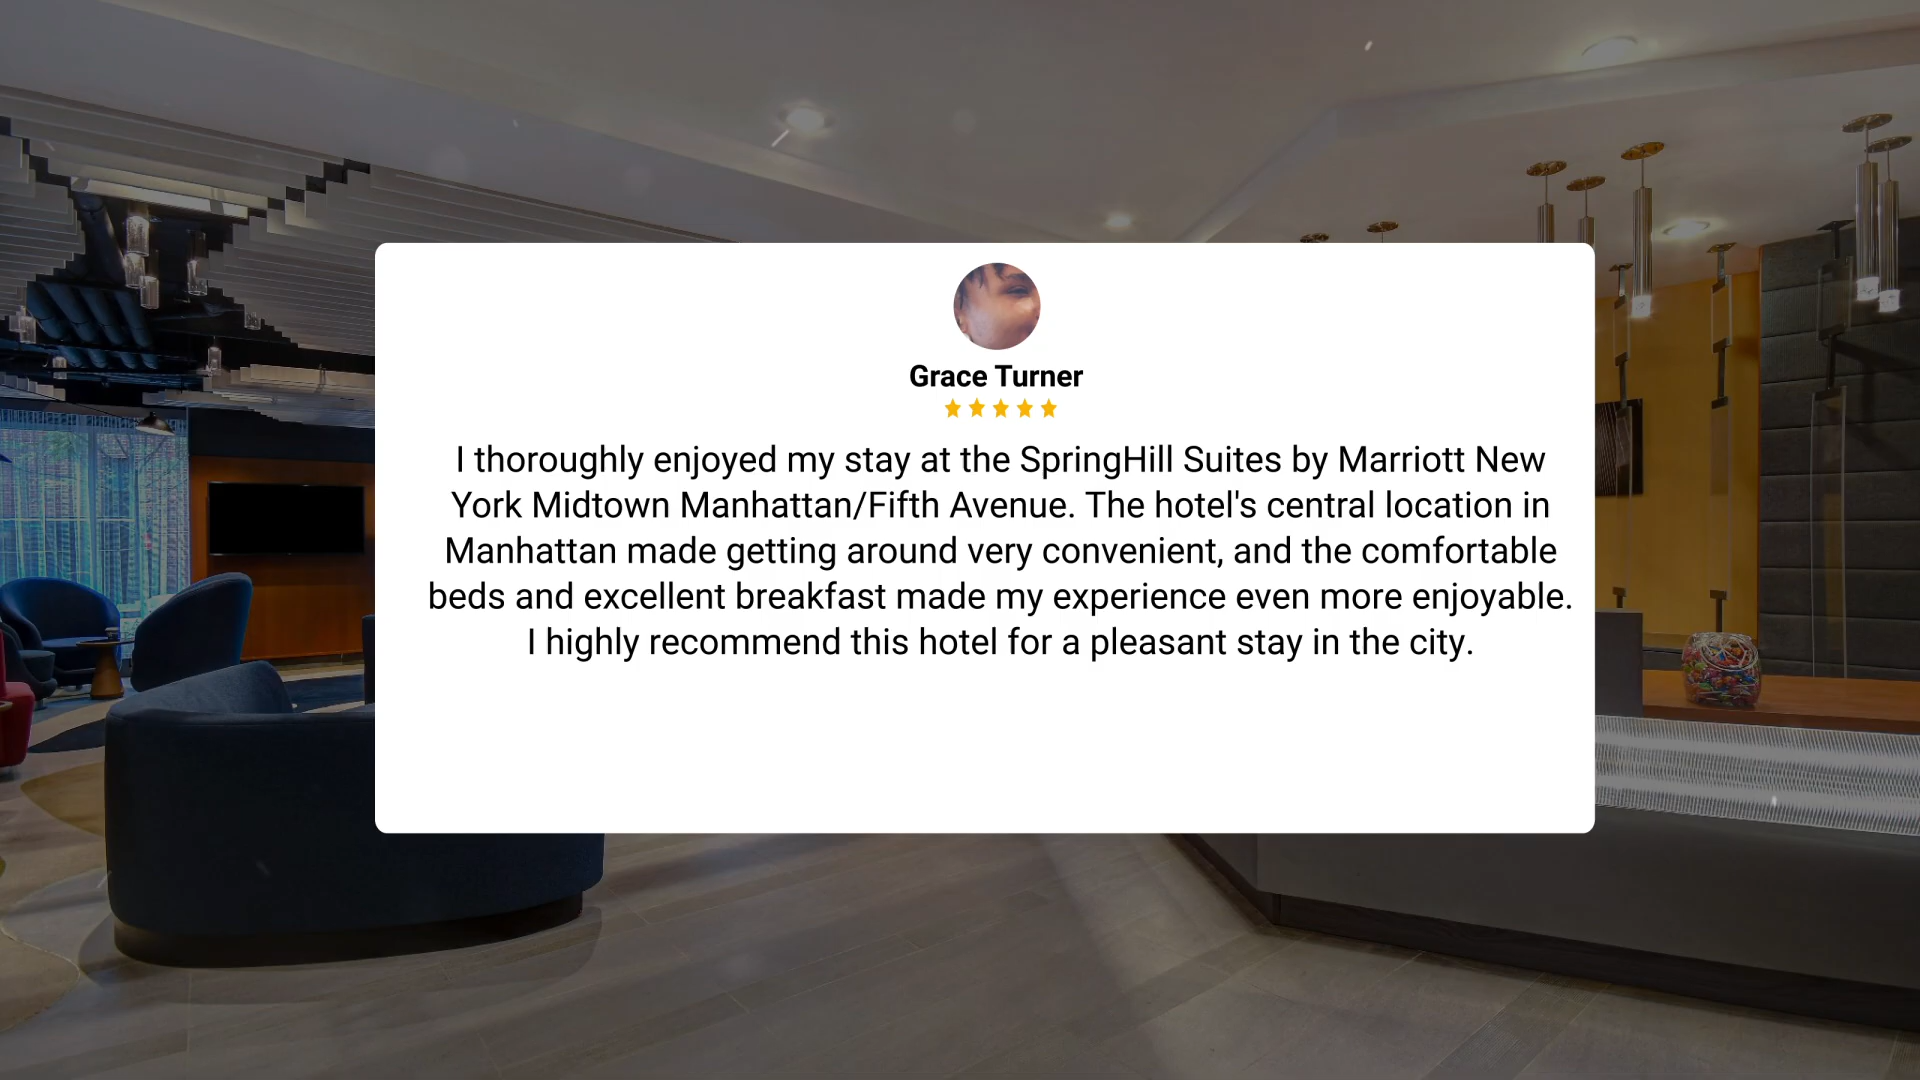 Grace Turner
I thoroughly enjoyed my stay at the SpringHill Suites by Marriott New
York Midtown Manhattan/Fifth Avenue. The hotel's central location in
Manhattan made getting around very convenient, and the comfortable
beds and excellent breakfast made my experience even more enjoyable.
I highly recommend this hotel for a pleasant stay in the city.